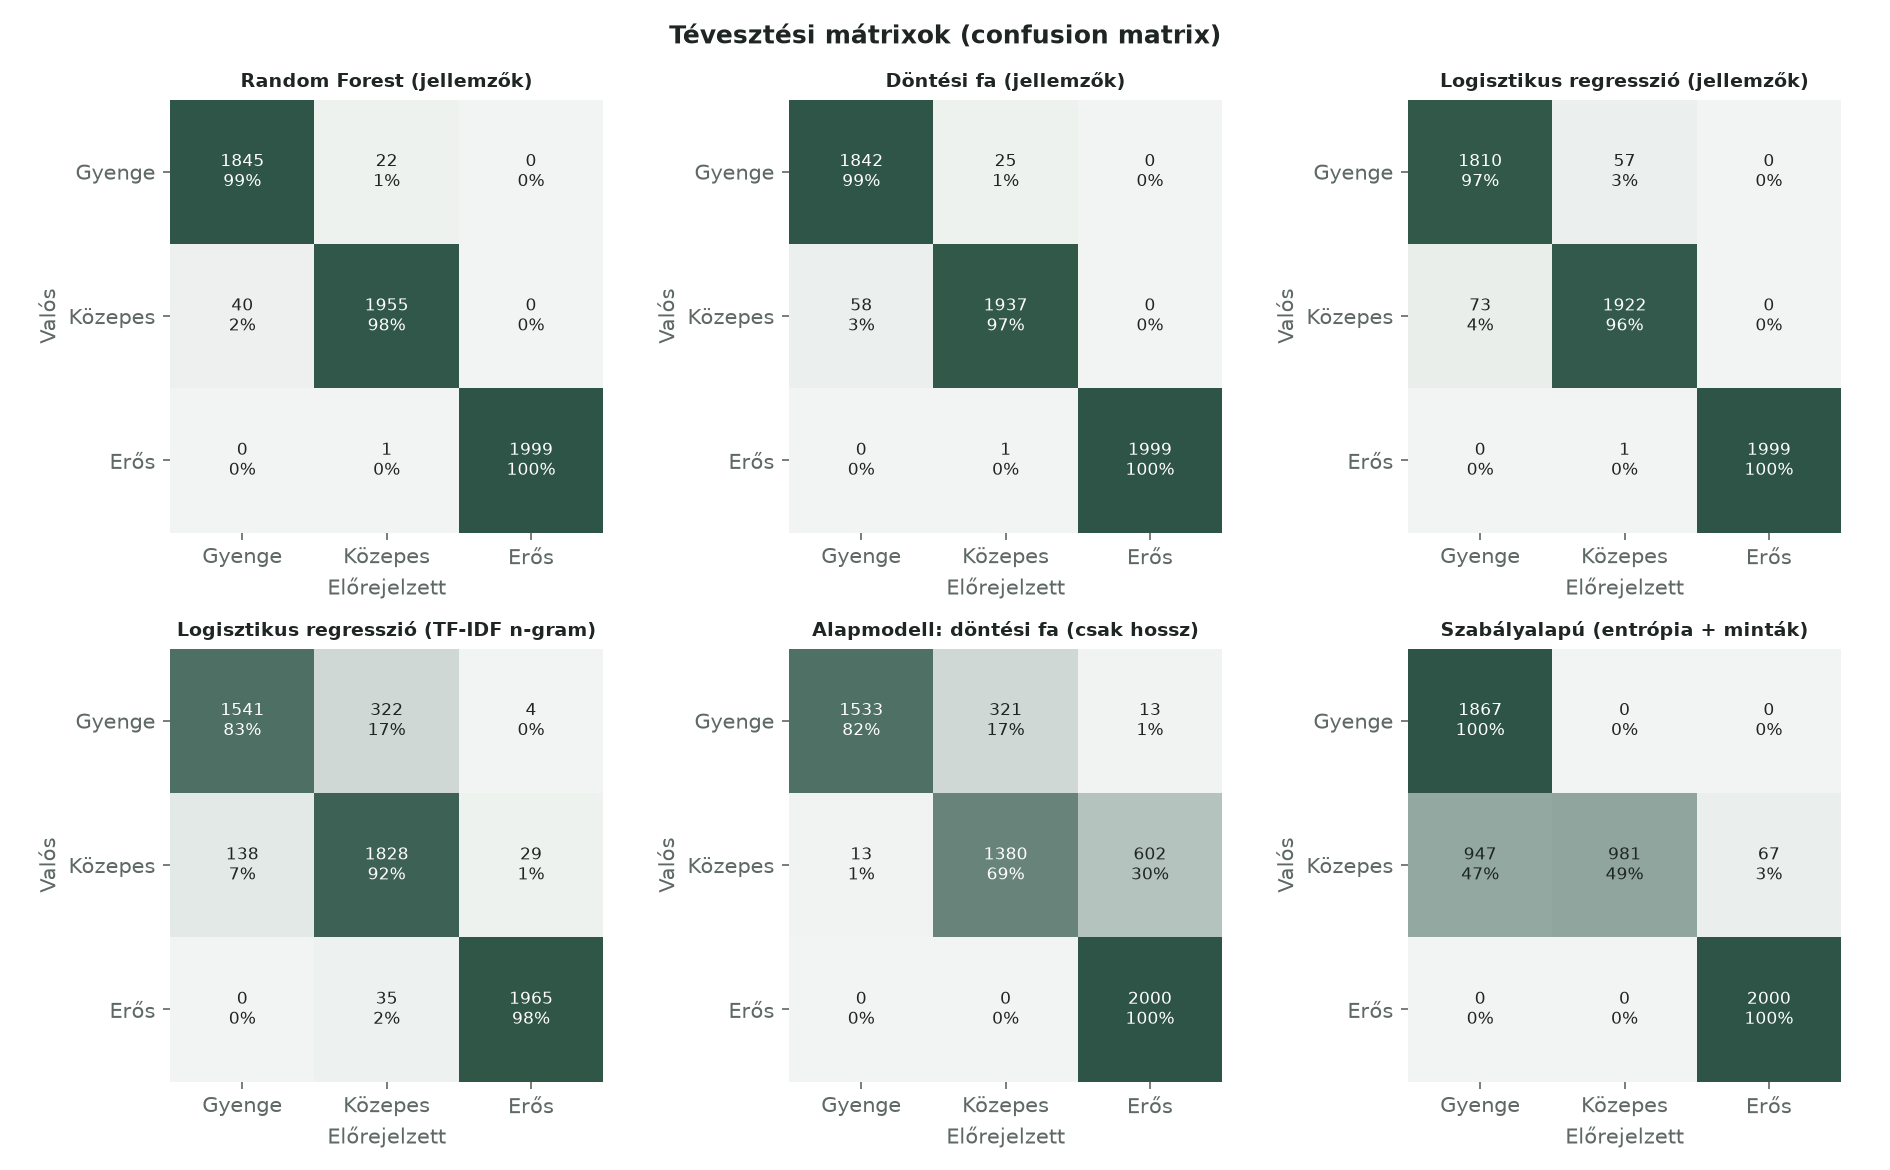 Tévesztési mátrixok (confusion matrix)
Random Forest (jellemzők)
Valós
Gyenge
1845 22 0
99% 1% 0%
Közepes
40 1955 0
2% 98% 0%
Erős
0 1 1999
0% 0% 100%
Gyenge Közepes Erős
Előrejelzett
Döntési fa (jellemzők)
Valós
Gyenge
1842 25 0
99% 1% 0%
Közepes
58 1937 0
3% 97% 0%
Erős
0 1 1999
0% 0% 100%
Gyenge Közepes Erős
Előrejelzett
Logisztikus regresszió (jellemzők)
Valós
Gyenge
1810 57 0
97% 3% 0%
Közepes
73 1922 0
4% 96% 0%
Erős
0 1 1999
0% 0% 100%
Gyenge Közepes Erős
Előrejelzett
Logisztikus regresszió (TF-IDF n-gram)
Valós
Gyenge
1541 322 4
83% 17% 0%
Közepes
138 1828 29
7% 92% 1%
Erős
0 35 1965
0% 2% 98%
Gyenge Közepes Erős
Előrejelzett
Alapmodell: döntési fa (csak hossz)
Valós
Gyenge
1533 321 13
82% 17% 1%
Közepes
13 1380 602
1% 69% 30%
Erős
0 0 2000
0% 0% 100%
Gyenge Közepes Erős
Előrejelzett
Szabályalapú (entrópia + minták)
Valós
Gyenge
1867 0 0
100% 0% 0%
Közepes
947 981 67
47% 49% 3%
Erős
0 0 2000
0% 0% 100%
Gyenge Közepes Erős
Előrejelzett